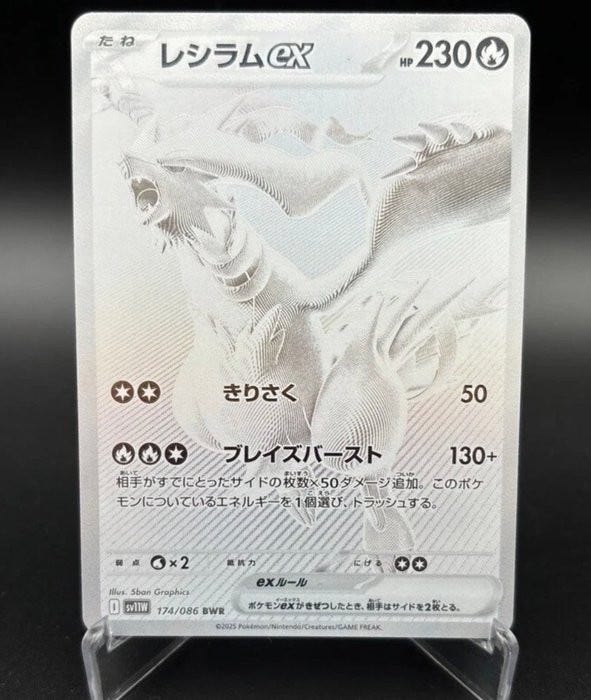 たね レシラムex HP230
きりさく 50
ブレイズバースト 130+
相手がすでにとったサイドの枚数×50ダメージ追加。このポケ
モンについているエネルギーを1個選び、トラッシュする。
弱点 ×2 抵抗力 にげる
exルール
ポケモンexがきぜつしたとき、相手はサイドを2枚とる。
Illus. 5ban Graphics
I sv11W 174/086 BWR
©2025 Pokémon/Nintendo/Creatures/GAME FREAK.